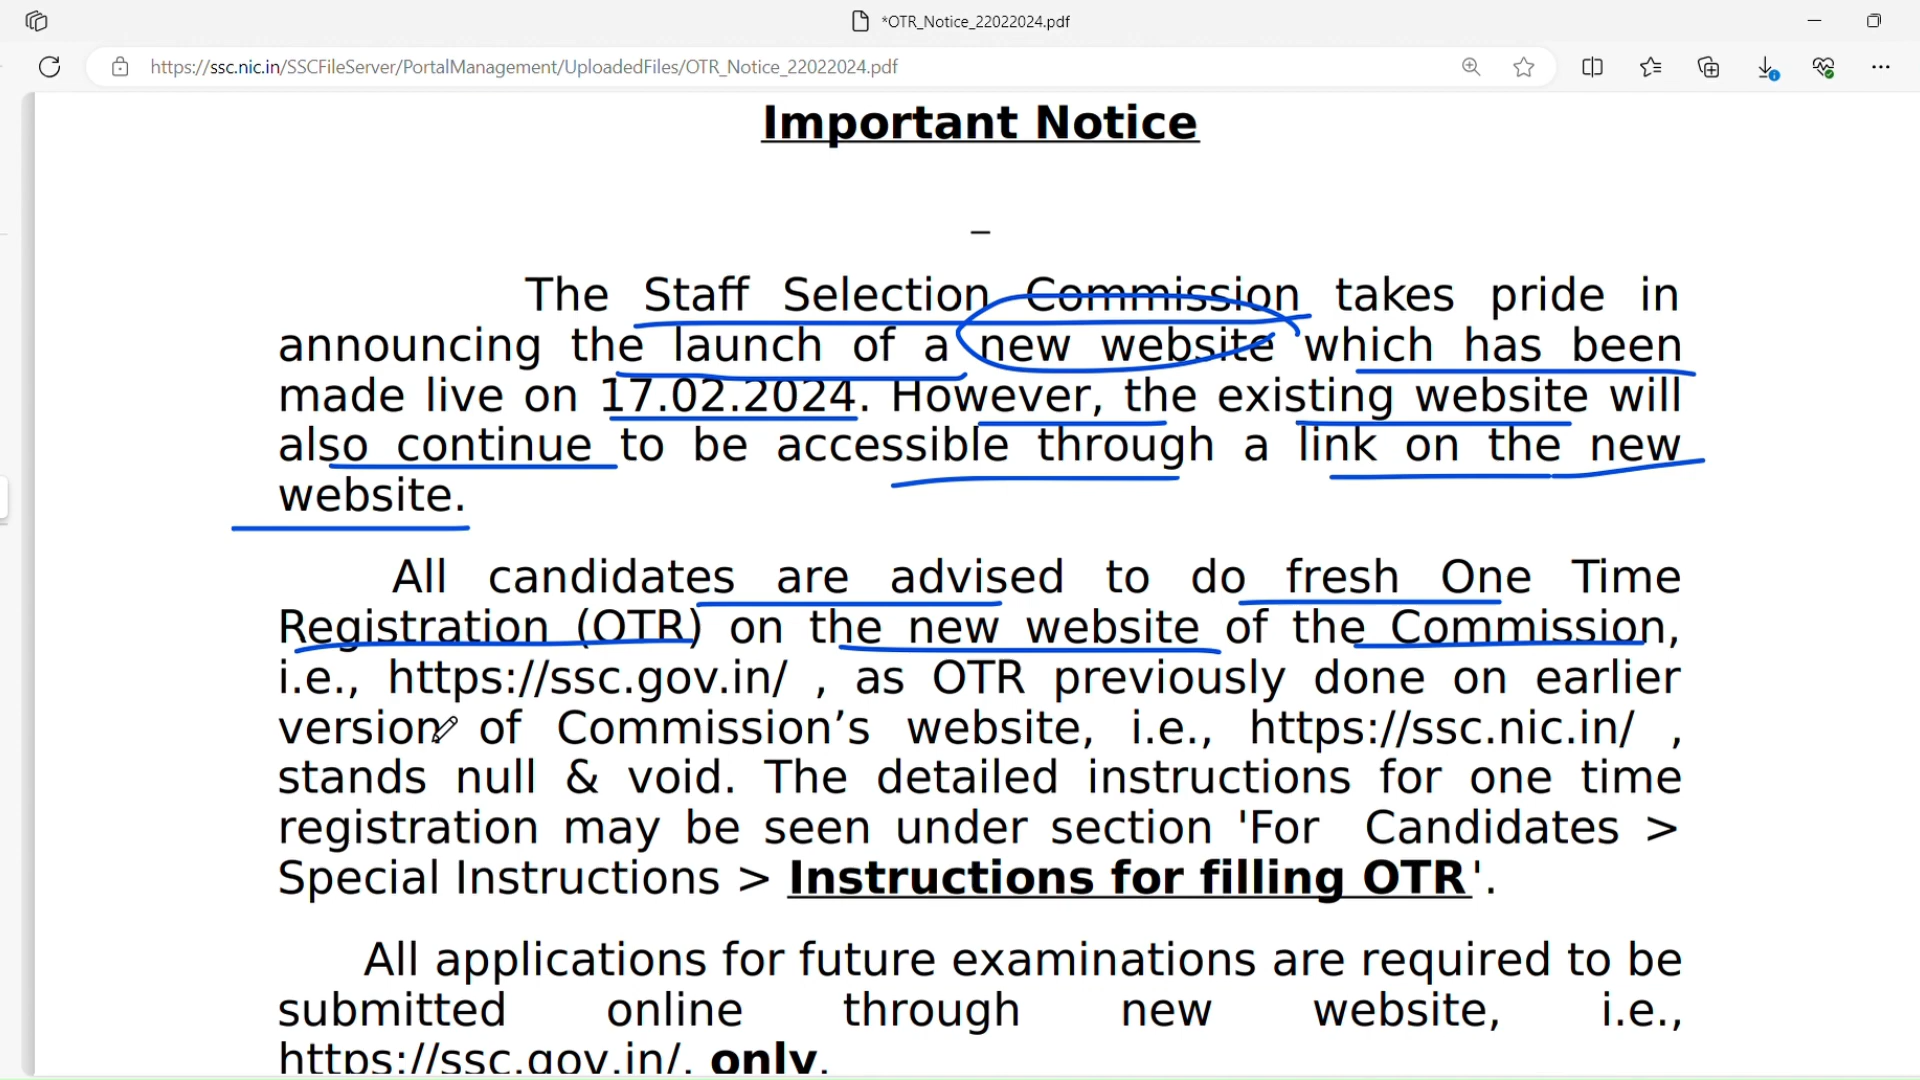 *OTR_Notice_22022024.pdf
https://ssc.nic.in/SSCFileServer/PortalManagement/UploadedFiles/OTR_Notice_22022024.pdf
Important Notice
_
The Staff Selection Commission takes pride in
announcing the launch of a new website which has been
made live on 17.02.2024. However, the existing website will
also continue to be accessible through a link on the new
website.
All candidates are advised to do fresh One Time
Registration (OTR) on the new website of the Commission,
i.e., https://ssc.gov.in/ , as OTR previously done on earlier
version of Commission’s website, i.e., https://ssc.nic.in/ ,
stands null & void. The detailed instructions for one time
registration may be seen under section 'For Candidates >
Special Instructions > Instructions for filling OTR'.
All applications for future examinations are required to be
submitted online through new website, i.e.,
https://ssc.gov.in/. only.